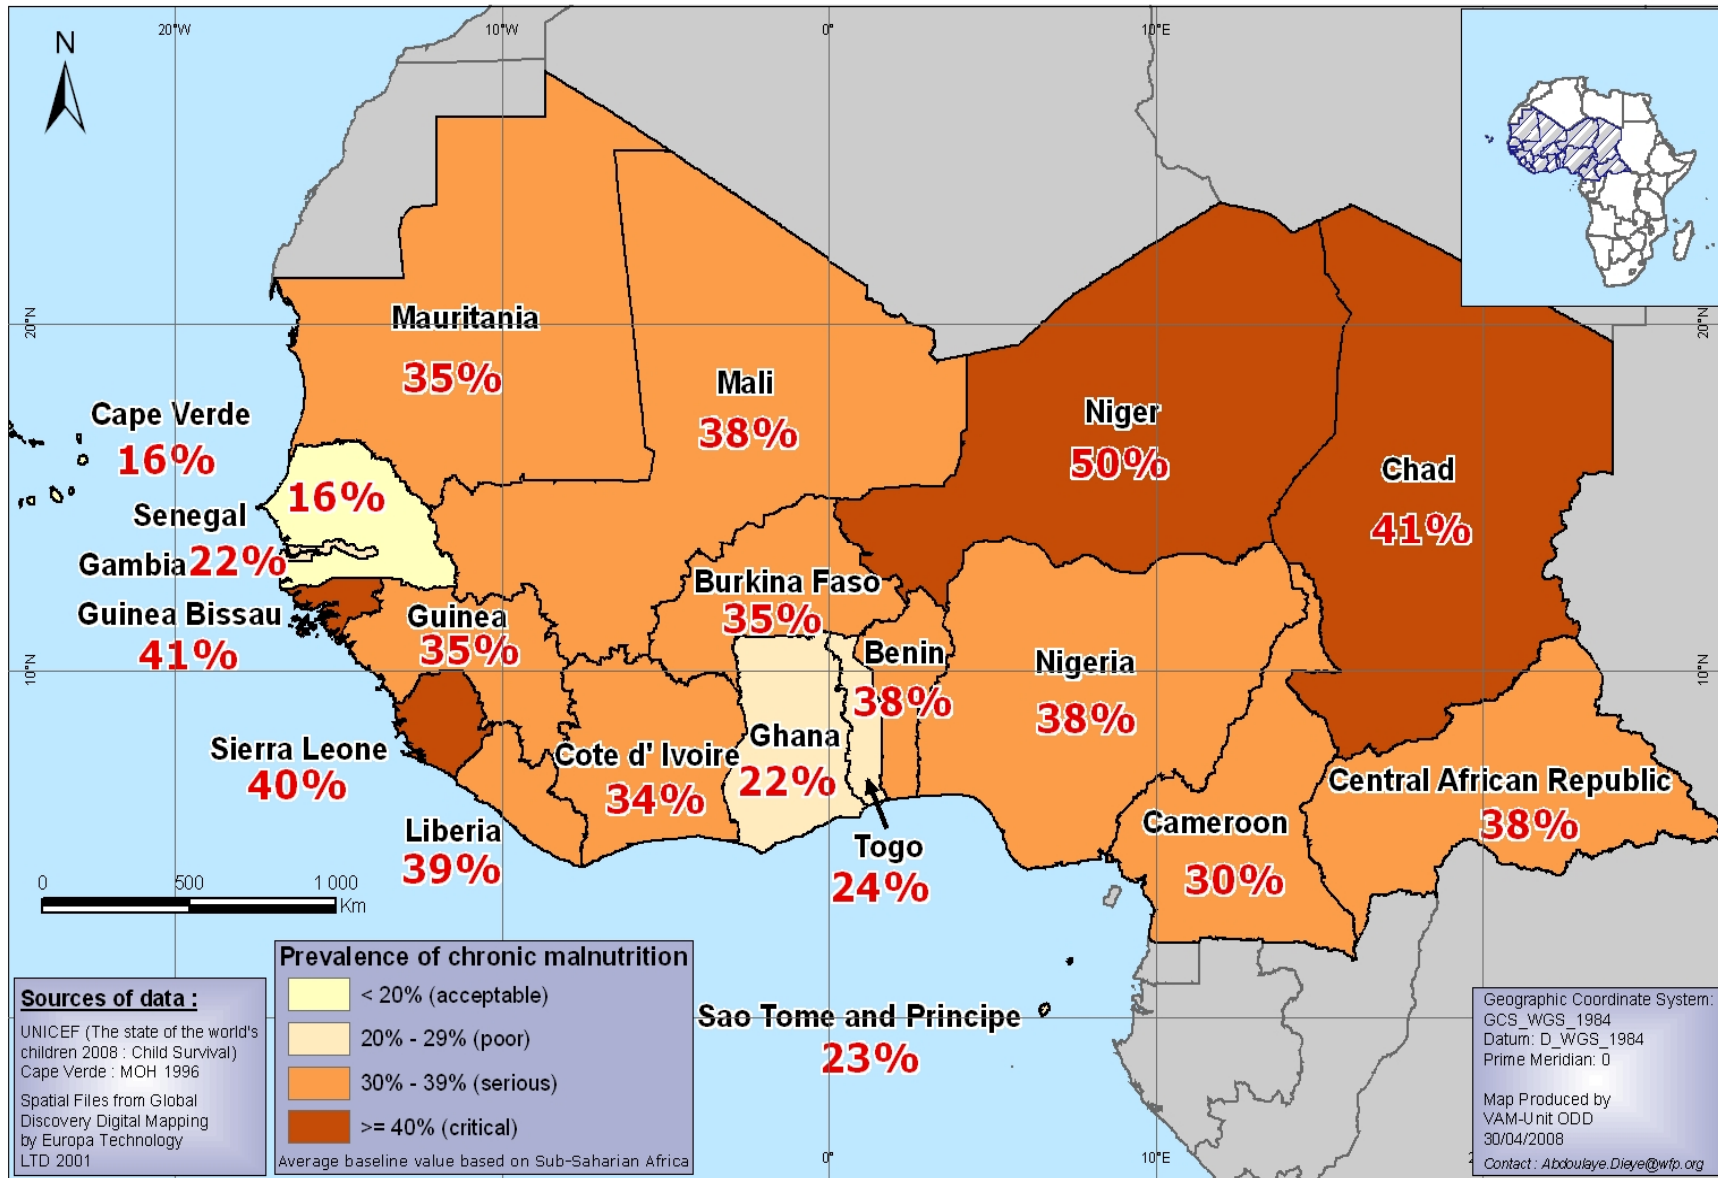 20°W
10°W
0°
10°E
N
20°N
20°N
Mauritania
35%
Mali
38%
Niger
50%
Chad
41%
Cape Verde
16%
16%
Senegal
Gambia 22%
Guinea Bissau
41%
Guinea
35%
Burkina Faso
35%
Benin
38%
Nigeria
38%
10°N
10°N
Sierra Leone
40%
Cote d' Ivoire
34%
Ghana
22%
Central African Republic
38%
Cameroon
30%
Liberia
39%
Togo
24%
0 500 1 000
Km
Sao Tome and Principe
23%
Prevalence of chronic malnutrition
< 20% (acceptable)
20% - 29% (poor)
30% - 39% (serious)
>= 40% (critical)
Average baseline value based on Sub-Saharian Africa
Sources of data :
UNICEF (The state of the world's
children 2008 : Child Survival)
Cape Verde : MOH 1996
Spatial Files from Global
Discovery Digital Mapping
by Europa Technology
LTD 2001
0°
10°E
Geographic Coordinate System:
GCS_WGS_1984
Datum: D_WGS_1984
Prime Meridian: 0
Map Produced by
VAM-Unit ODD
30/04/2008
Contact : Abdoulaye.Dieye@wfp.org